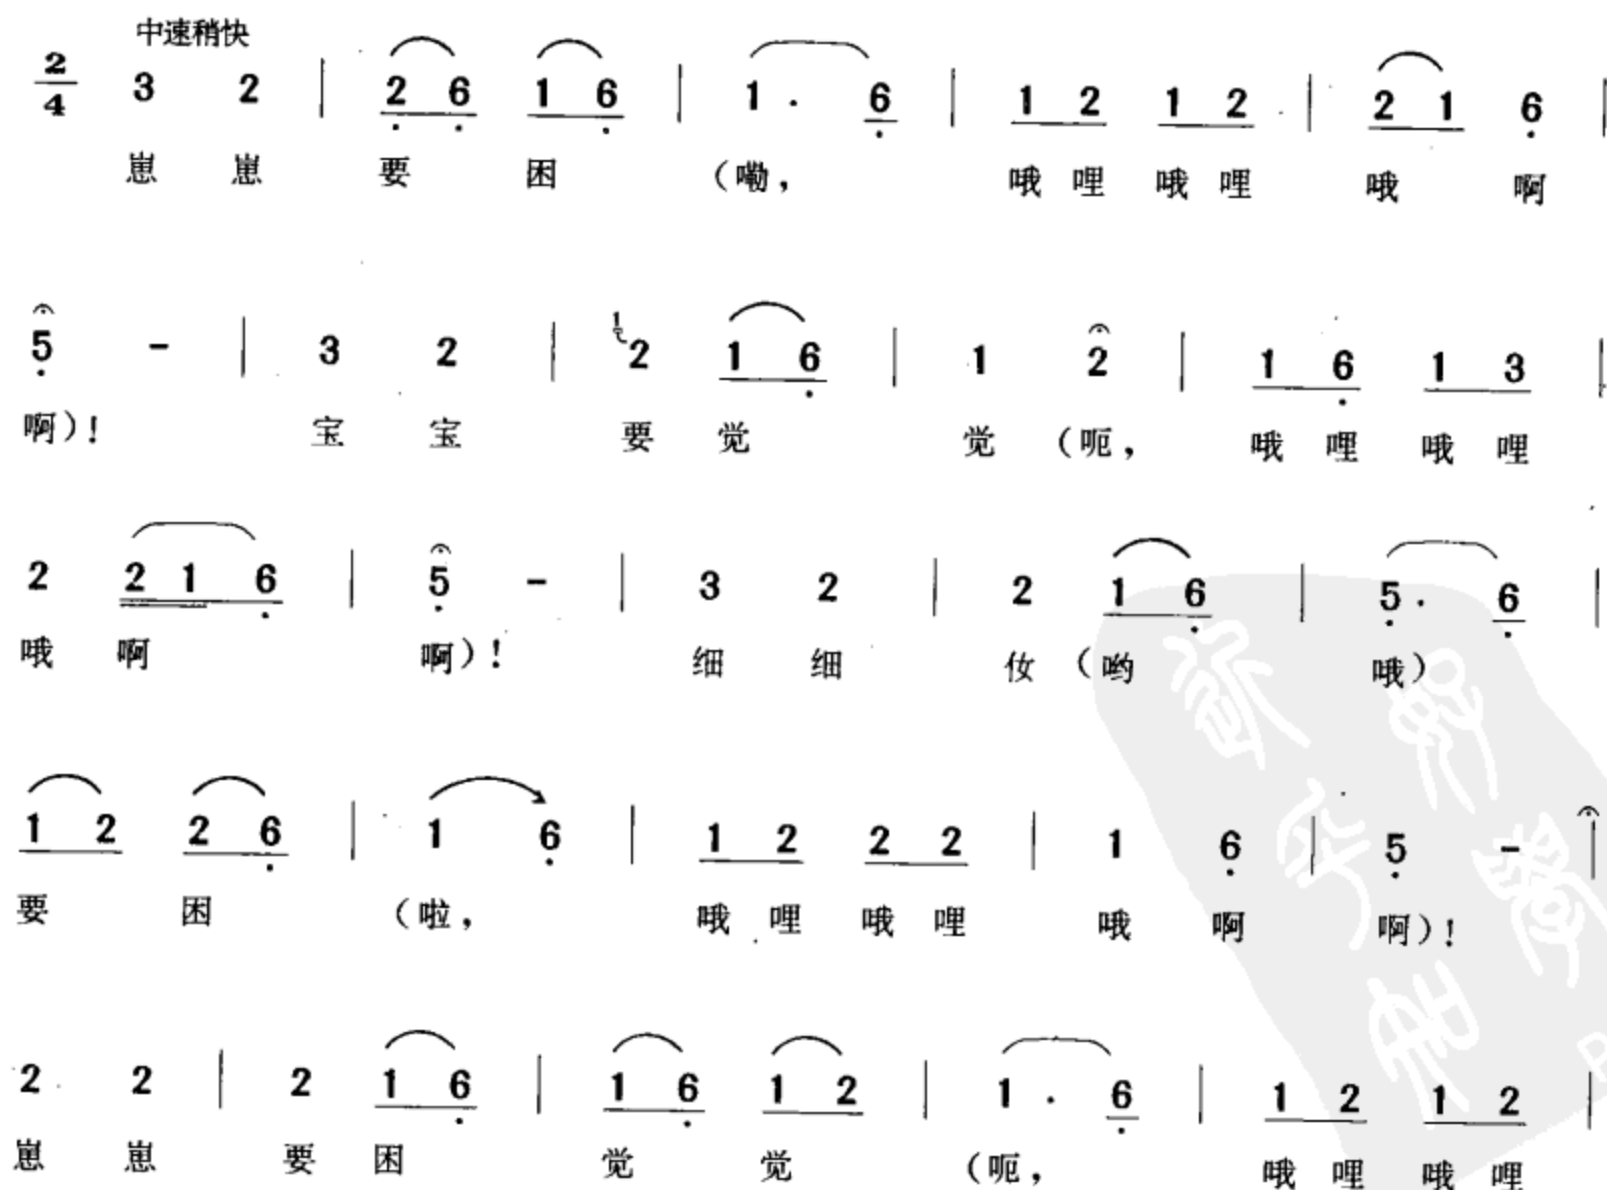 中速稍快
2/4 3 2 | 2 6 1 6 | 1 · 6 | 1 2 1 2 | 2 1 6 |
崽 崽 要 困 (嘞, 哦 哩 哦 哩 哦 啊
5 - | 3 2 | 1 2 1 6 | 1 2 | 1 6 1 3 |
啊)! 宝 宝 要 觉 觉 (呃, 哦 哩 哦 哩
2 2 1 6 | 5 - | 3 2 | 2 1 6 | 5 · 6 |
哦 啊 啊)! 细 细 伩 (哟 哦)
1 2 2 6 | 1 6 | 1 2 2 2 | 1 6 | 5 - |
要 困 (啦, 哦 哩 哦 哩 哦 啊 啊)!
2 2 | 2 1 6 | 1 6 1 2 | 1 · 6 | 1 2 1 2 |
崽 崽 要 困 觉 觉 (呃, 哦 哩 哦 哩